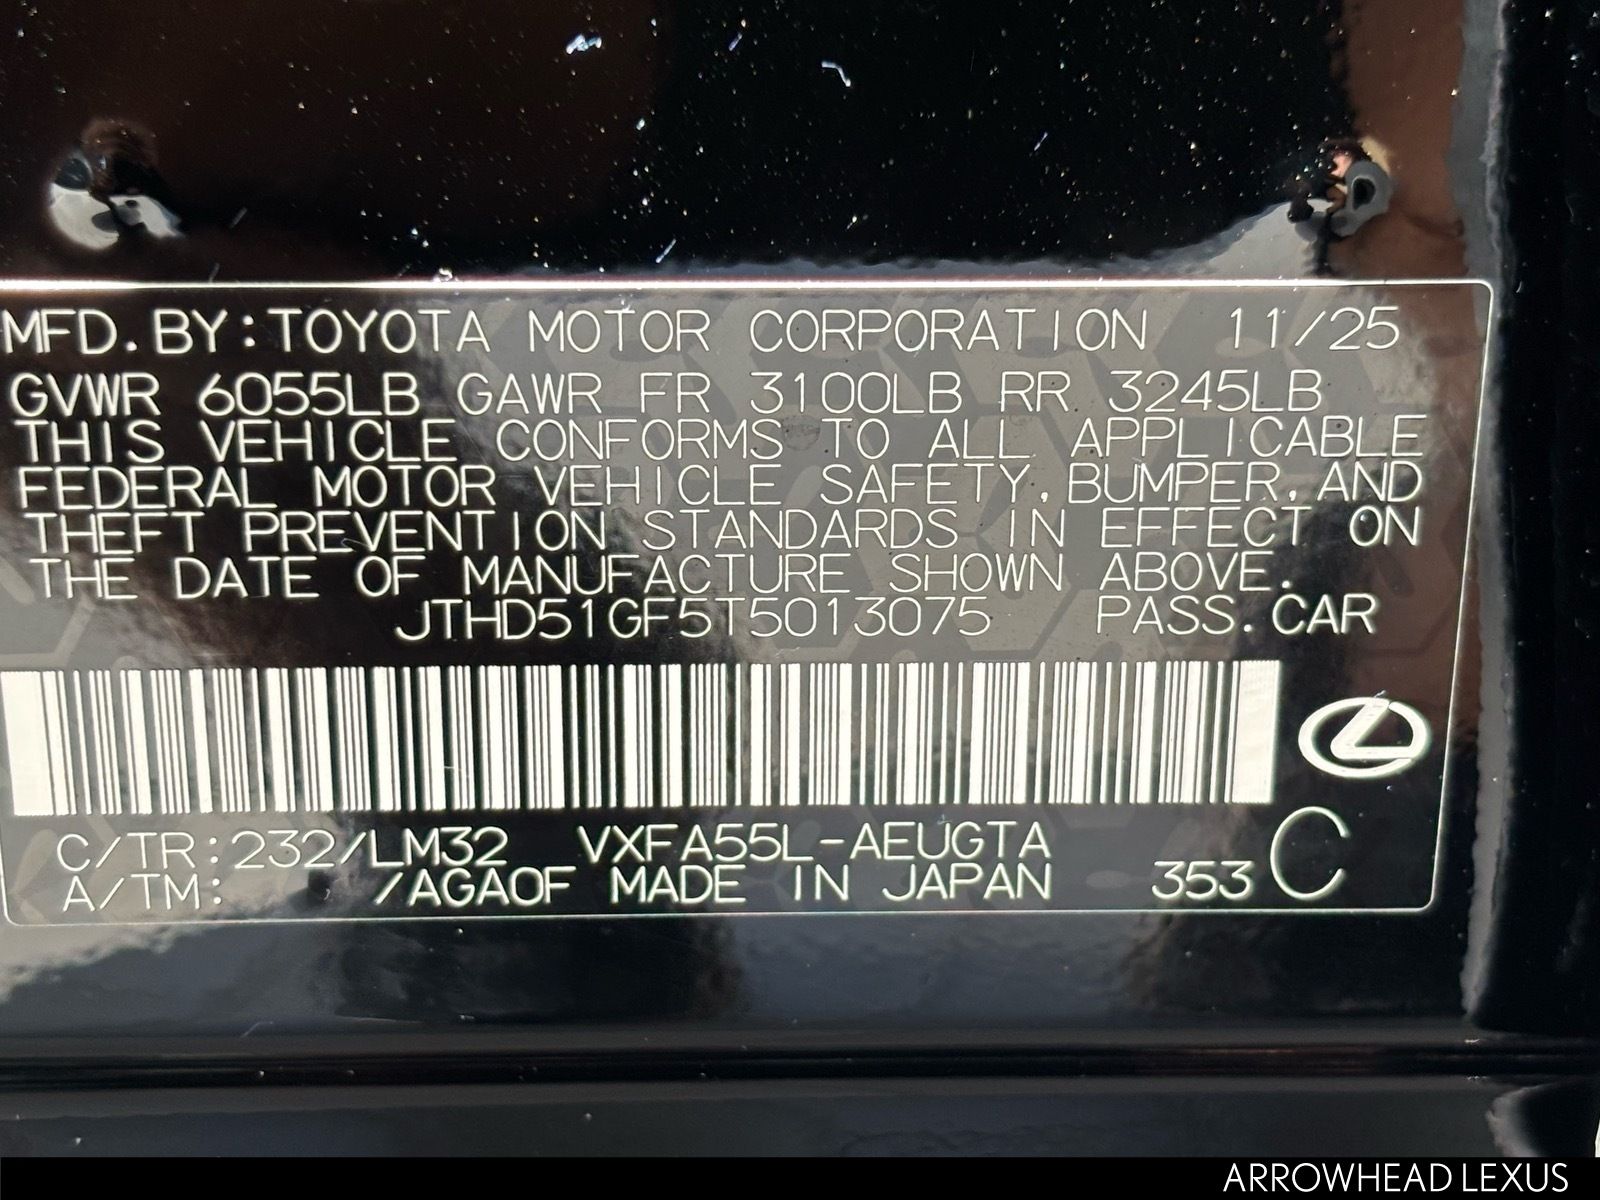 MFD. BY: TOYOTA MOTOR CORPORATION 11/25
GVWR 6055LB GAWR FR 3100LB RR 3245LB
THIS VEHICLE CONFORMS TO ALL APPLICABLE
FEDERAL MOTOR VEHICLE SAFETY, BUMPER, AND
THEFT PREVENTION STANDARDS IN EFFECT ON
THE DATE OF MANUFACTURE SHOWN ABOVE.
JTHD51GF5T5013075 PASS. CAR
C/TR: 232/LM32 VXFA55L-AEUGTA
A/TM: /AGA0F MADE IN JAPAN 353 C
ARROWHEAD LEXUS